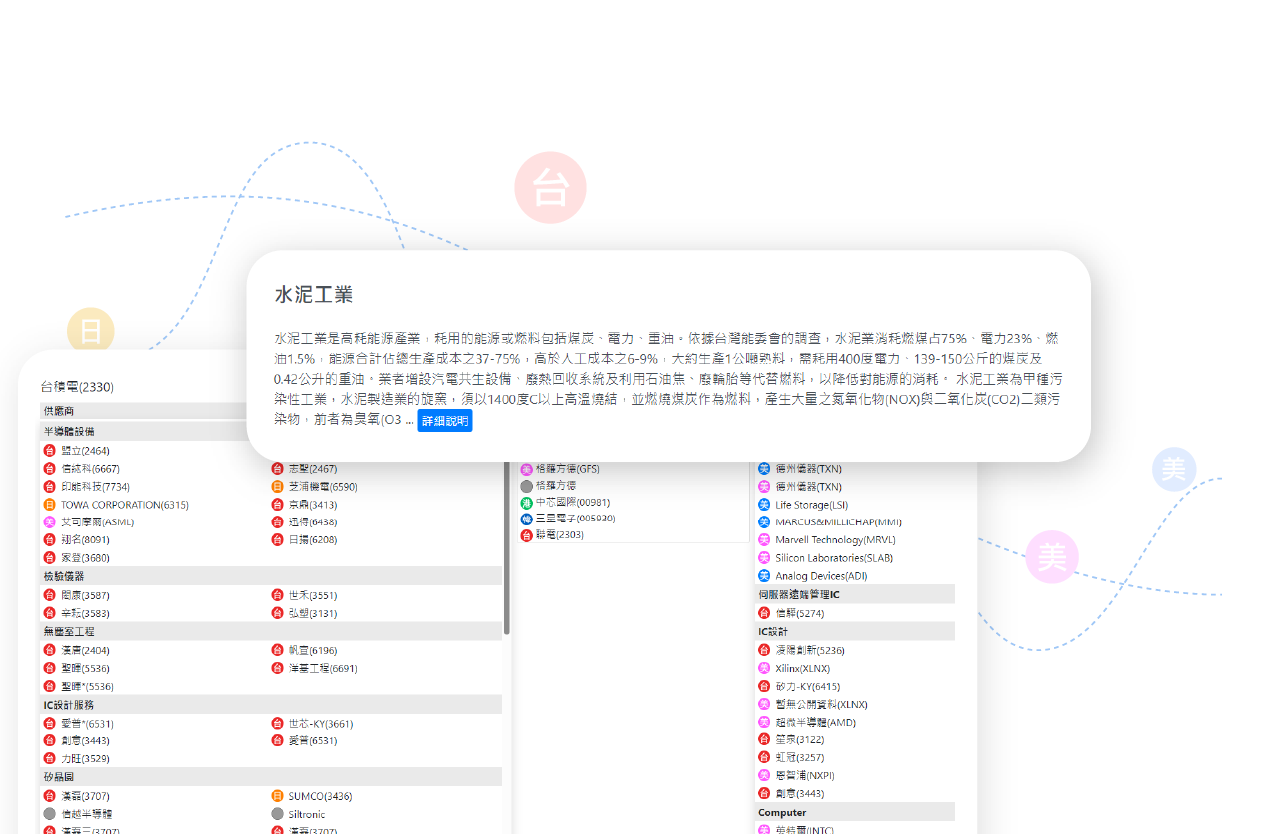 台
日
美
美
水泥工業
水泥工業是高耗能源產業，耗用的能源或燃料包括煤炭、電力、重油。依據台灣能委會的調查，水泥業消耗燃煤占75%、電力23%、燃
油1.5%，能源合計佔總生產成本之37-75%，高於人工成本之6-9%，大約生產1公噸熟料，需耗用400度電力、139-150公斤的煤炭及
0.42公升的重油。業者增設汽電共生設備、廢熱回收系統及利用石油焦、廢輪胎等代替燃料，以降低對能源的消耗。 水泥工業為甲種污
染性工業，水泥製造業的旋窯，須以1400度C以上高溫燒結，並燃燒煤炭作為燃料，產生大量之氮氧化物(NOX)與二氧化炭(CO2)二類污
染物，前者為臭氧(O3 ... 詳細說明
台積電(2330)
供應商
半導體設備
台 盟立(2464)
台 信紘科(6667)
台 志聖(2467)
台 印能科技(7734)
日 芝浦機電(6590)
日 TOWA CORPORATION(6315)
台 京鼎(3413)
美 艾司摩爾(ASML)
台 迅得(6438)
台 翔名(8091)
台 日揚(6208)
台 家登(3680)
檢驗儀器
台 閎康(3587)
台 世禾(3551)
台 辛耘(3583)
台 弘塑(3131)
無塵室工程
台 漢唐(2404)
台 帆宣(6196)
台 聖暉(5536)
台 洋基工程(6691)
台 聖暉*(5536)
IC設計服務
台 愛普*(6531)
台 世芯-KY(3661)
台 創意(3443)
台 愛普(6531)
台 力旺(3529)
矽晶圓
台 漢磊(3707)
日 SUMCO(3436)
信越半導體
Siltronic
台 漢磊三(3707)
台 漢磊(3707)
美 格羅方德(GFS)
格羅方德
港 中芯國際(00981)
韓 三星電子(005930)
台 聯電(2303)
美 德州儀器(TXN)
美 德州儀器(TXN)
美 Life Storage(LSI)
美 MARCUS&MILLICHAP(MMI)
美 Marvell Technology(MRVL)
美 Silicon Laboratories(SLAB)
美 Analog Devices(ADI)
伺服器遠端管理IC
台 信驊(5274)
IC設計
台 凌陽創新(5236)
美 Xilinx(XLNX)
台 矽力-KY(6415)
美 暫無公開資料(XLNX)
美 超微半導體(AMD)
台 笙泉(3122)
台 虹冠(3257)
美 恩智浦(NXPI)
台 創意(3443)
Computer
美 英特爾(INTC)